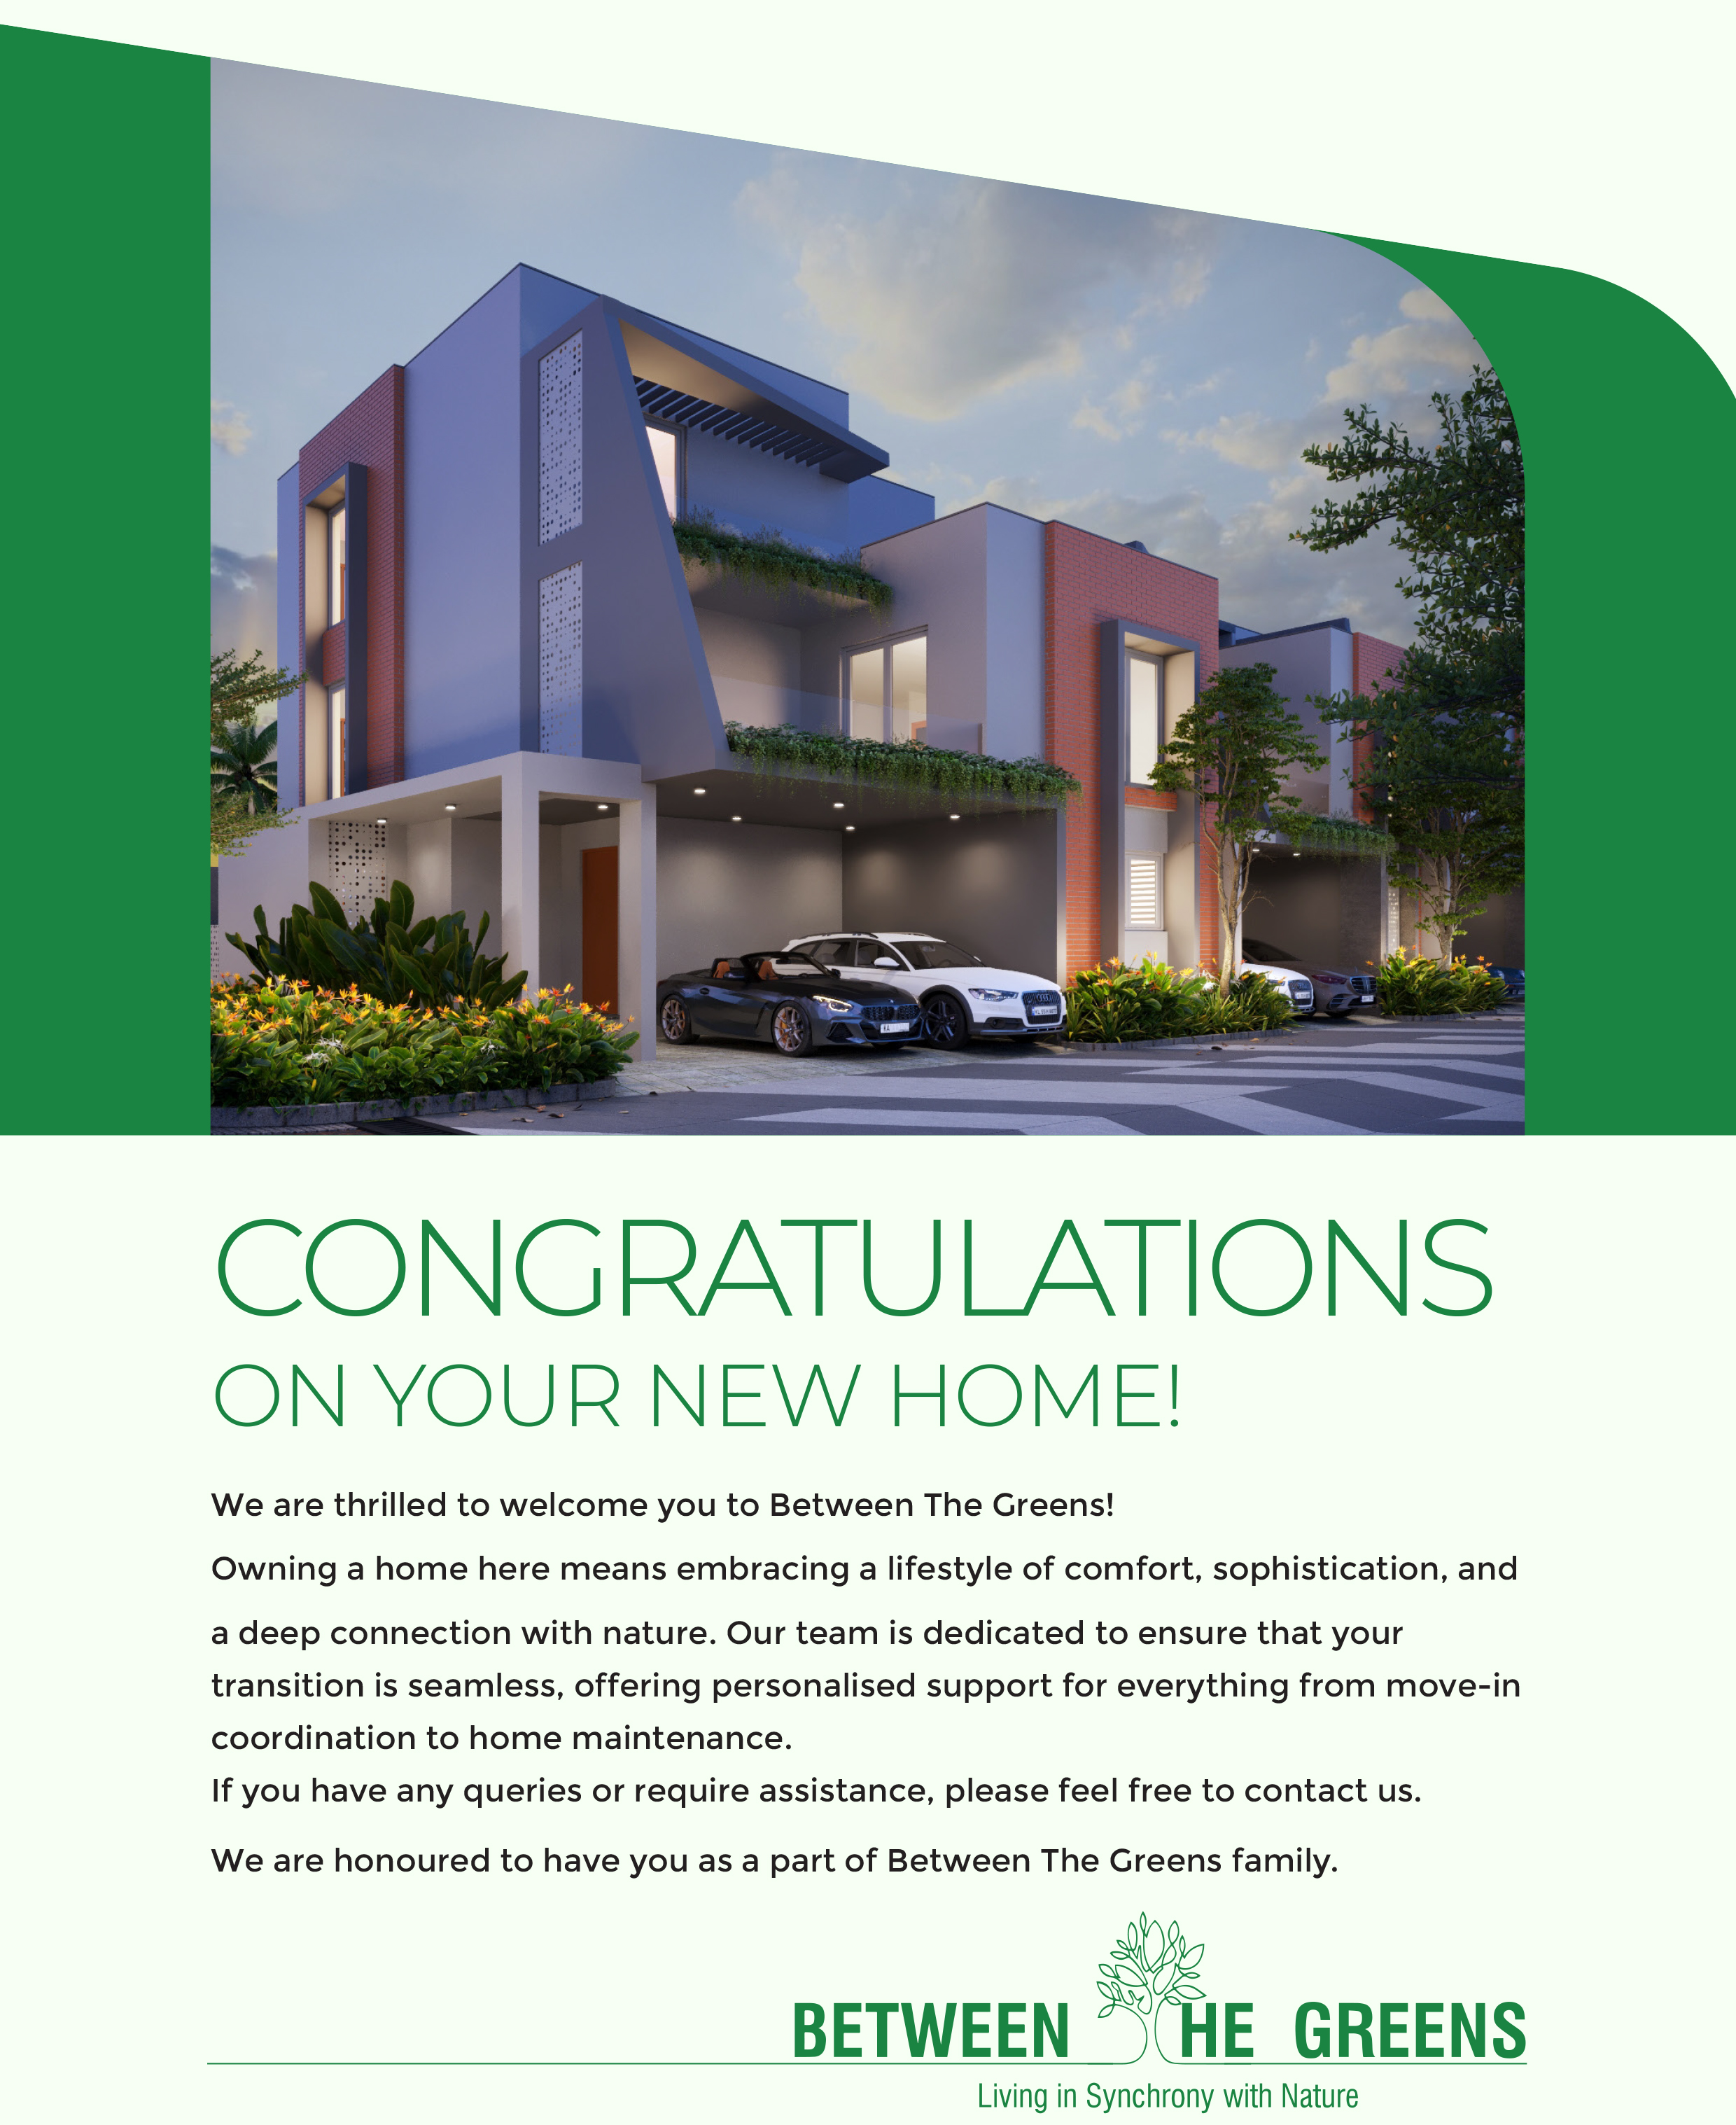 CONGRATULATIONS
ON YOUR NEW HOME!
We are thrilled to welcome you to Between The Greens!
Owning a home here means embracing a lifestyle of comfort, sophistication, and
a deep connection with nature. Our team is dedicated to ensure that your
transition is seamless, offering personalised support for everything from move-in
coordination to home maintenance.
If you have any queries or require assistance, please feel free to contact us.
We are honoured to have you as a part of Between The Greens family.
BETWEEN THE GREENS
Living in Synchrony with Nature